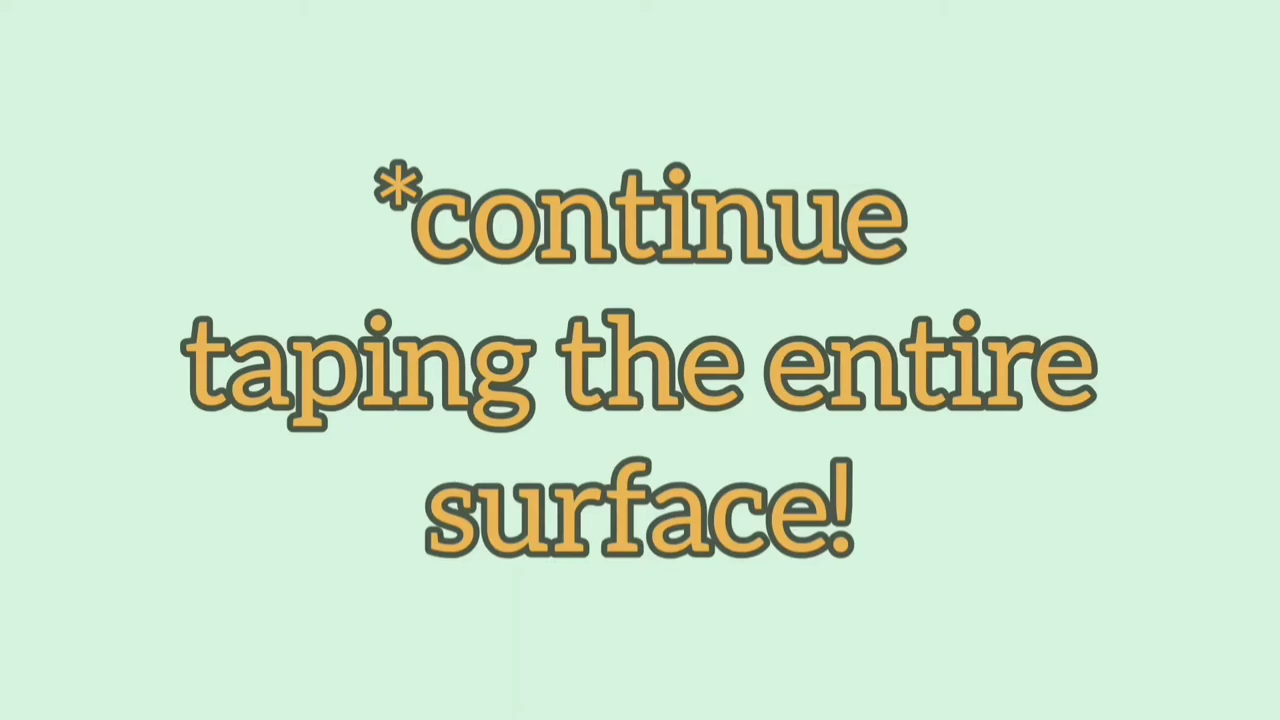 *continue
taping the entire
surface!